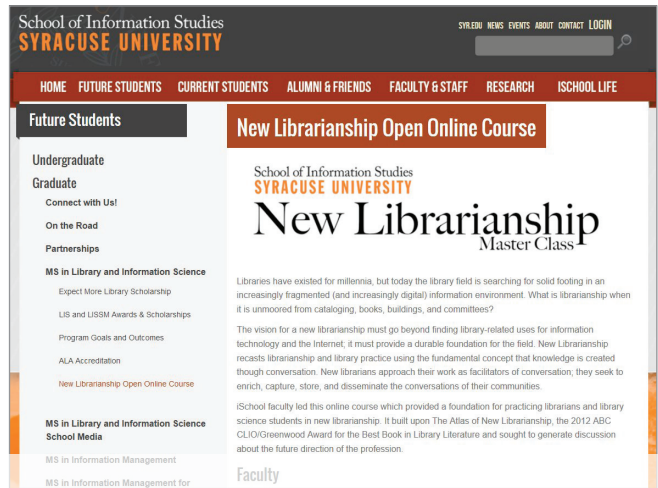 School of Information Studies
SYRACUSE UNIVERSITY
SYR.EDU NEWS EVENTS ABOUT CONTACT LOGIN
HOME FUTURE STUDENTS CURRENT STUDENTS ALUMNI & FRIENDS FACULTY & STAFF RESEARCH ISCHOOL LIFE
Future Students
Undergraduate
Graduate
Connect with Us!
On the Road
Partnerships
MS in Library and Information Science
Expect More Library Scholarship
LIS and LISSM Awards & Scholarships
Program Goals and Outcomes
ALA Accreditation
New Librarianship Open Online Course
MS in Library and Information Science
School Media
MS in Information Management
MS in Information Management for
New Librarianship Open Online Course
School of Information Studies
SYRACUSE UNIVERSITY
New Librarianship
Master Class
Libraries have existed for millennia, but today the library field is searching for solid footing in an
increasingly fragmented (and increasingly digital) information environment. What is librarianship when
it is unmoored from cataloging, books, buildings, and committees?
The vision for a new librarianship must go beyond finding library-related uses for information
technology and the Internet; it must provide a durable foundation for the field. New Librarianship
recasts librarianship and library practice using the fundamental concept that knowledge is created
though conversation. New librarians approach their work as facilitators of conversation; they seek to
enrich, capture, store, and disseminate the conversations of their communities.
iSchool faculty led this online course which provided a foundation for practicing librarians and library
science students in new librarianship. It built upon The Atlas of New Librarianship, the 2012 ABC
CLIO/Greenwood Award for the Best Book in Library Literature and sought to generate discussion
about the future direction of the profession.
Faculty